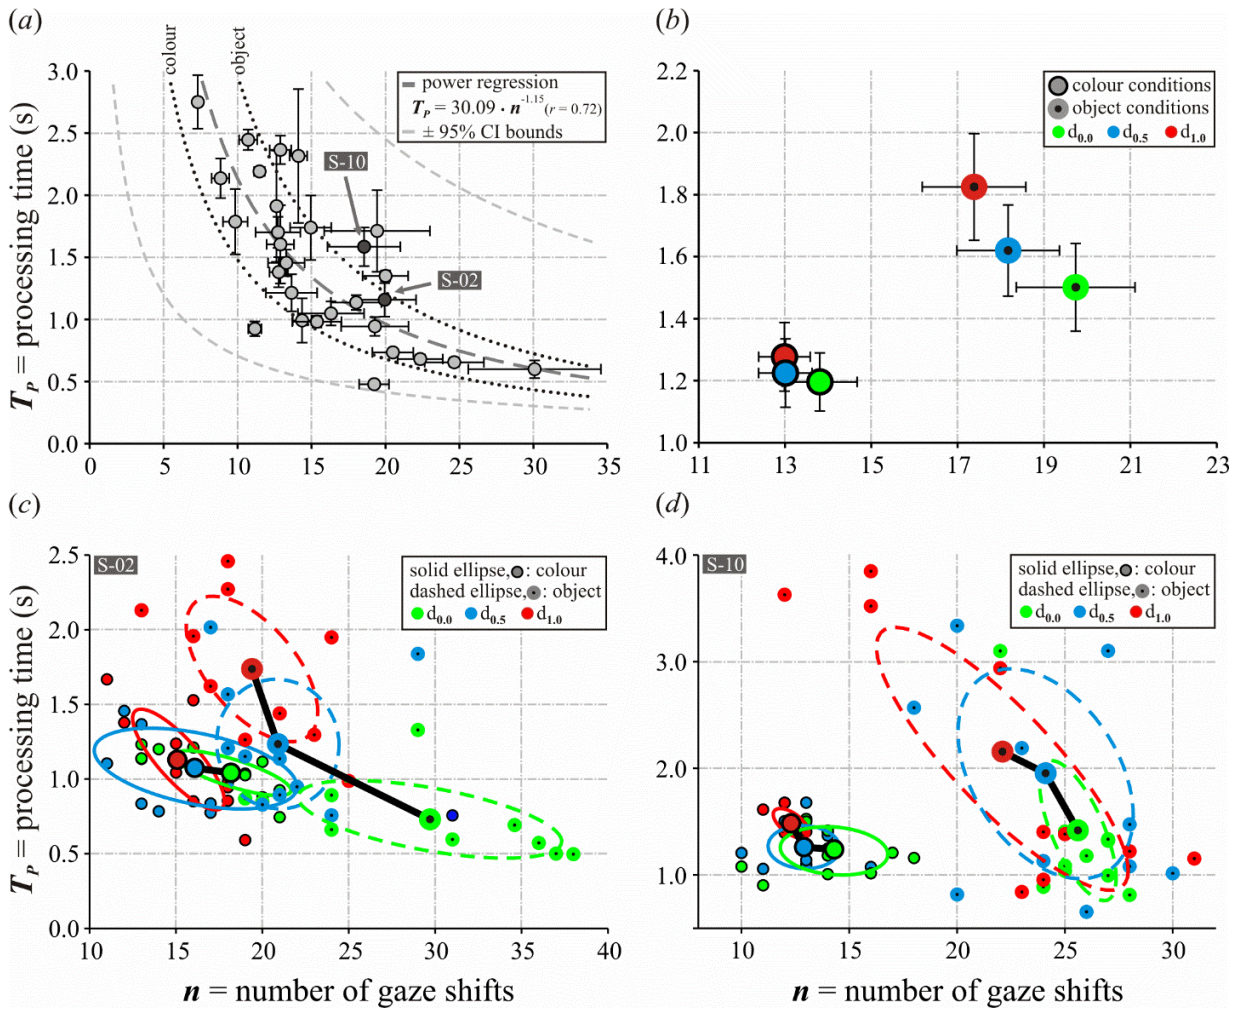 (a)
colour
object
power regression
T_P = 30.09 · n^-1.15 (r = 0.72)
± 95% CI bounds
S-10
S-02
T_P = processing time (s)
3.0
2.5
2.0
1.5
1.0
0.5
0.0
0 5 10 15 20 25 30 35
(b)
colour conditions
object conditions
d0.0 d0.5 d1.0
2.2
2.0
1.8
1.6
1.4
1.2
1.0
11 13 15 17 19 21 23
(c)
S-02
solid ellipse, : colour
dashed ellipse, : object
d0.0 d0.5 d1.0
T_P = processing time (s)
2.5
2.0
1.5
1.0
0.5
0.0
10 15 20 25 30 35 40
n = number of gaze shifts
(d)
S-10
solid ellipse, : colour
dashed ellipse, : object
d0.0 d0.5 d1.0
4.0
3.0
2.0
1.0
10 15 20 25 30
n = number of gaze shifts